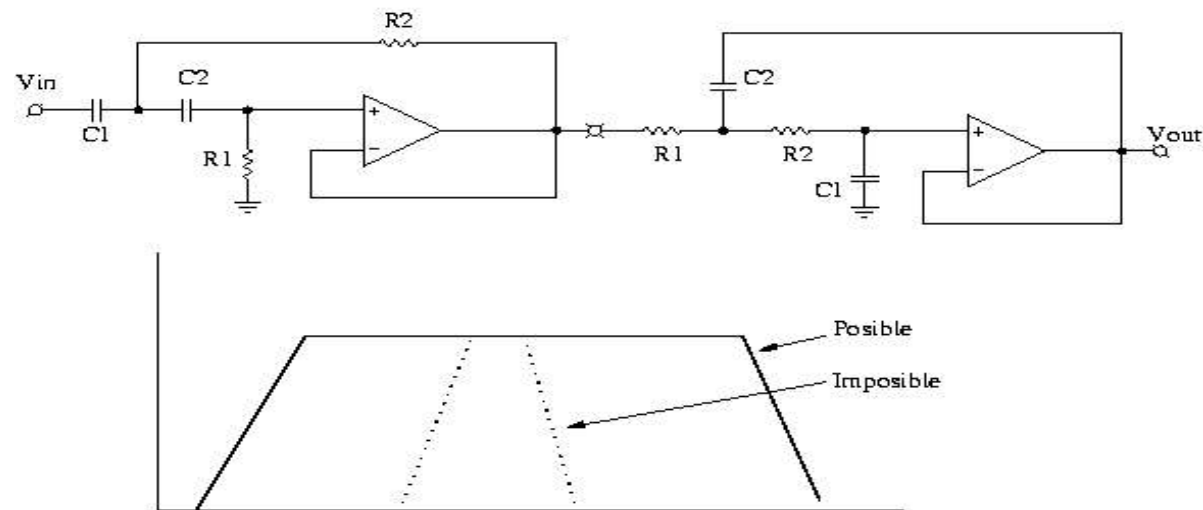 R2
Vin
C2
C1
R1
+
−
C2
R1
R2
C1
+
−
Vout
Posible
Imposible